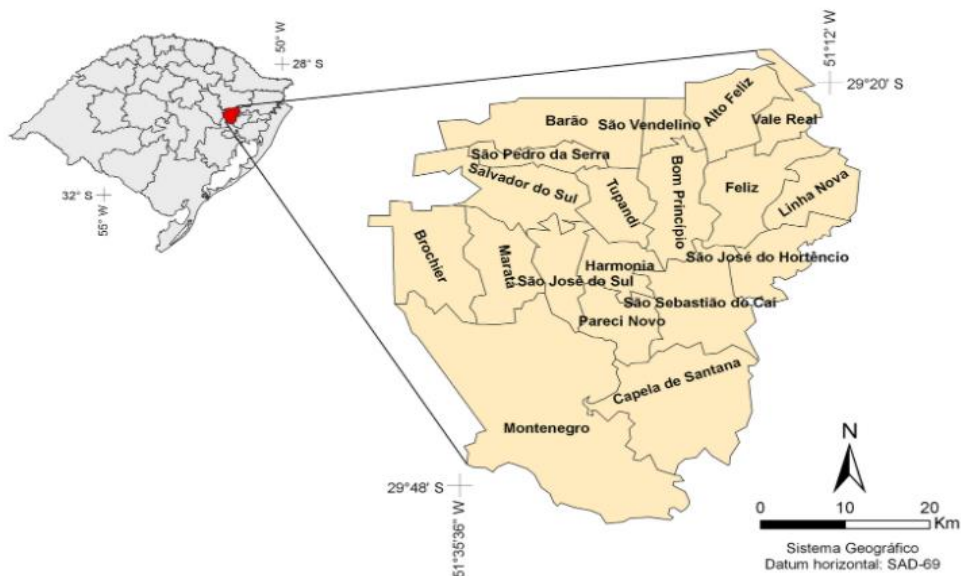 50° W
28° S
32° S
55° W
51°12' W
29°20' S
Alto Feliz
Vale Real
Barão
São Vendelino
São Pedro da Serra
Salvador do Sul
Tupandi
Bom Princípio
Feliz
Linha Nova
Brochier
Maratá
Harmonia
São José do Hortêncio
São José do Sul
São Sebastião do Caí
Pareci Novo
Capela de Santana
Montenegro
29°48' S
51°35'36" W
N
0 10 20
Km
Sistema Geográfico
Datum horizontal: SAD-69